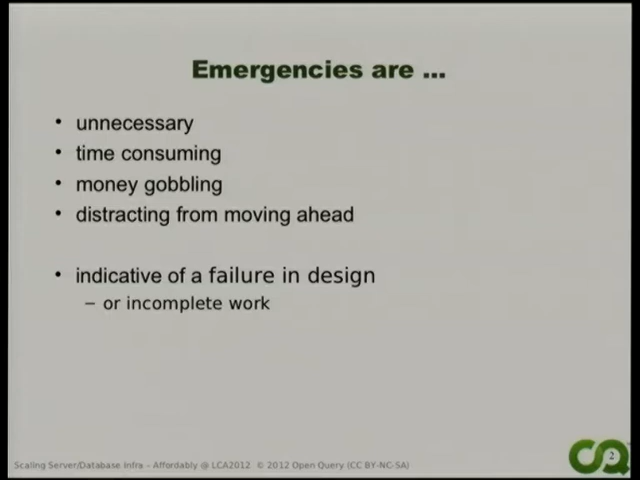 Emergencies are ...
• unnecessary
• time consuming
• money gobbling
• distracting from moving ahead
• indicative of a failure in design
– or incomplete work
Scaling Server/Database Infra – Affordably @ LCA2012 © 2012 Open Query (CC BY-NC-SA)
2